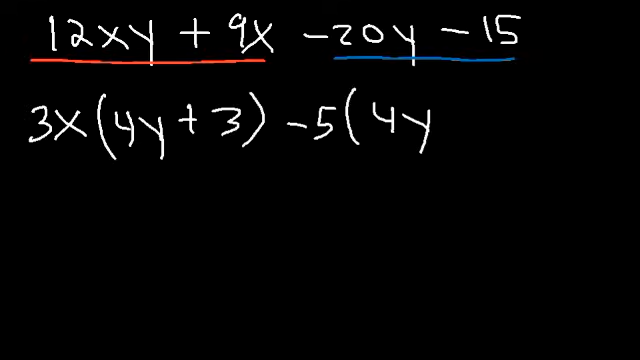 12xy + 9x - 20y - 15
3x(4y + 3) - 5(4y